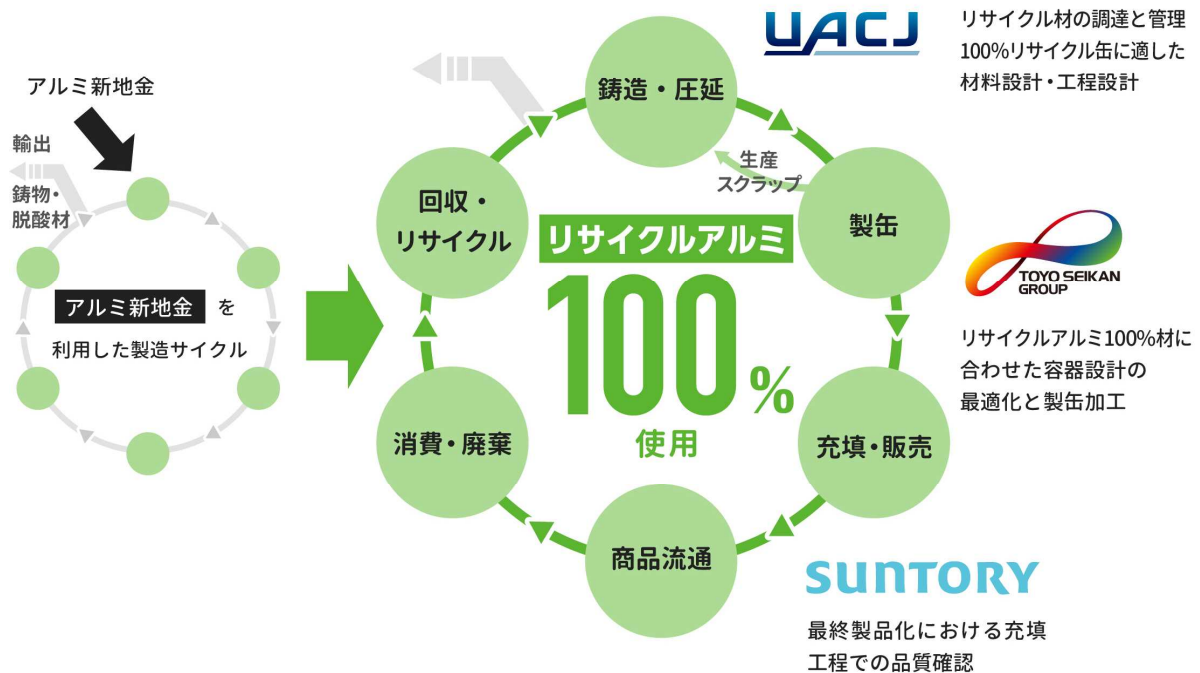 アルミ新地金
輸出
鋳物・
脱酸材
アルミ新地金 を
利用した製造サイクル
鋳造・圧延
生産
スクラップ
製缶
充填・販売
商品流通
消費・廃棄
回収・
リサイクル
リサイクルアルミ
100%
使用
UACJ
リサイクル材の調達と管理
100%リサイクル缶に適した
材料設計・工程設計
TOYO SEIKAN
GROUP
リサイクルアルミ100%材に
合わせた容器設計の
最適化と製缶加工
SUNTORY
最終製品化における充填
工程での品質確認